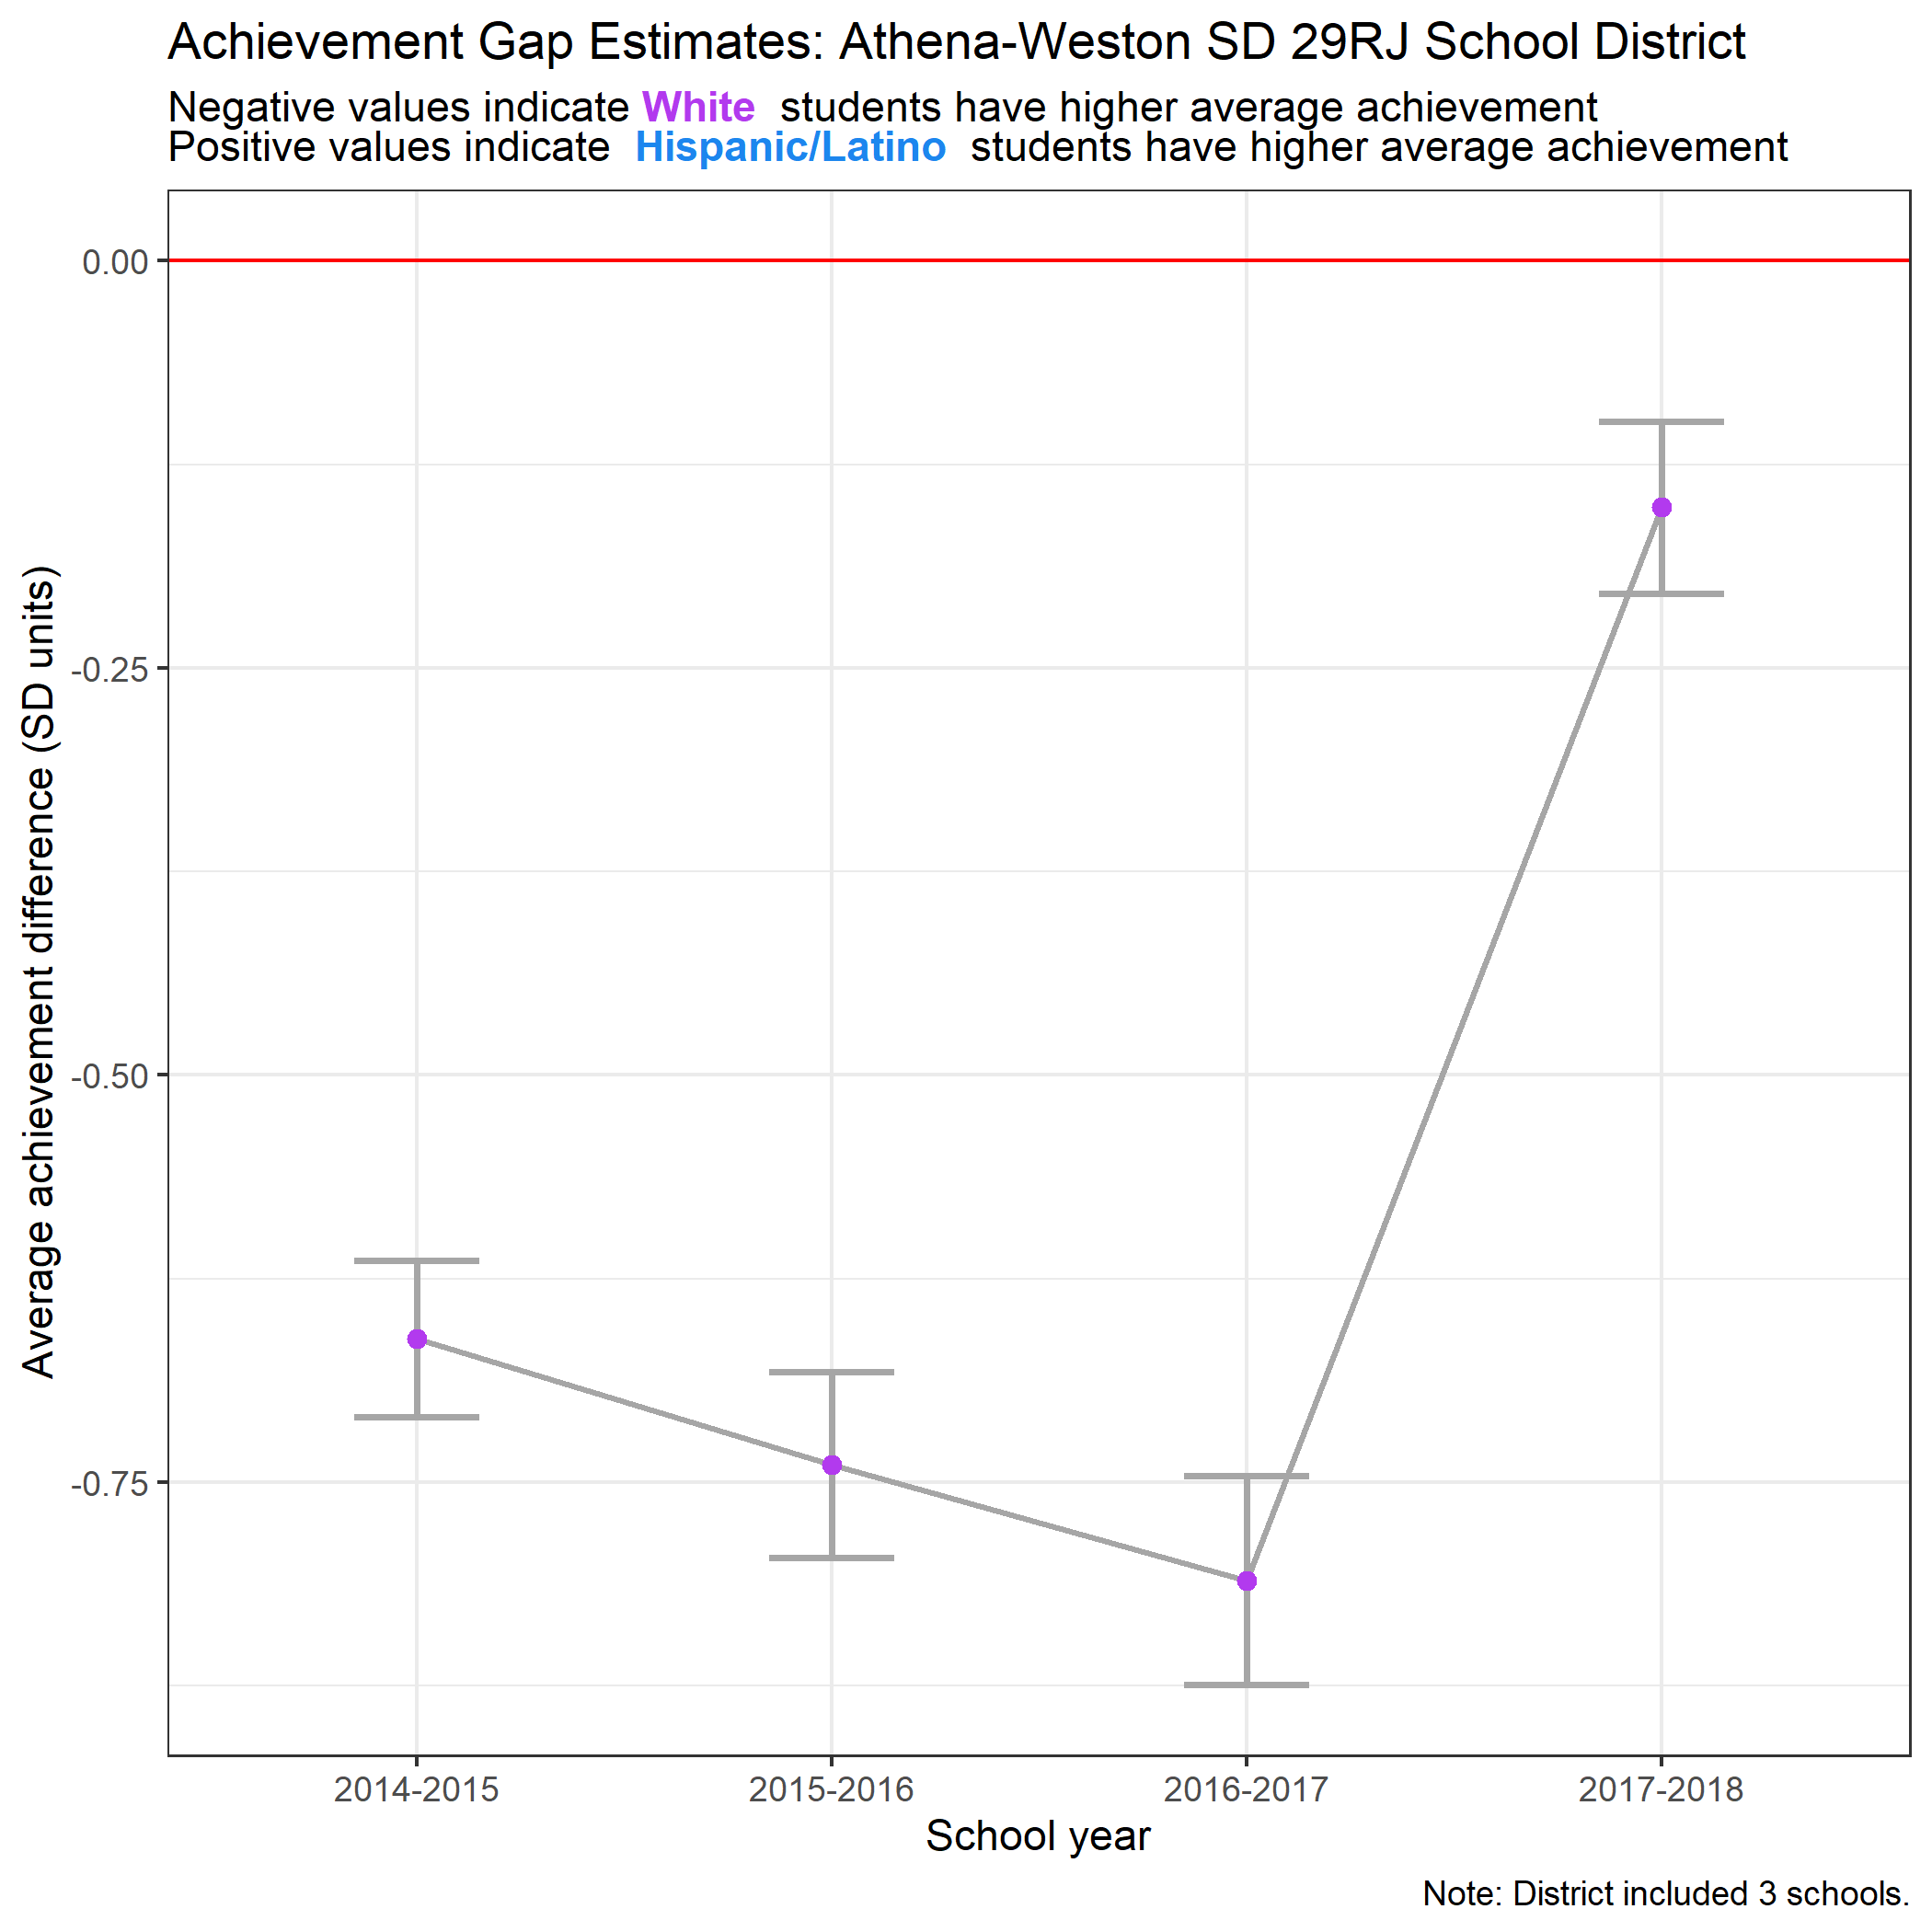 Achievement Gap Estimates: Athena-Weston SD 29RJ School District
Negative values indicate White students have higher average achievement
Positive values indicate Hispanic/Latino students have higher average achievement
Average achievement difference (SD units)
0.00
-0.25
-0.50
-0.75
2014-2015 2015-2016 2016-2017 2017-2018
School year
Note: District included 3 schools.